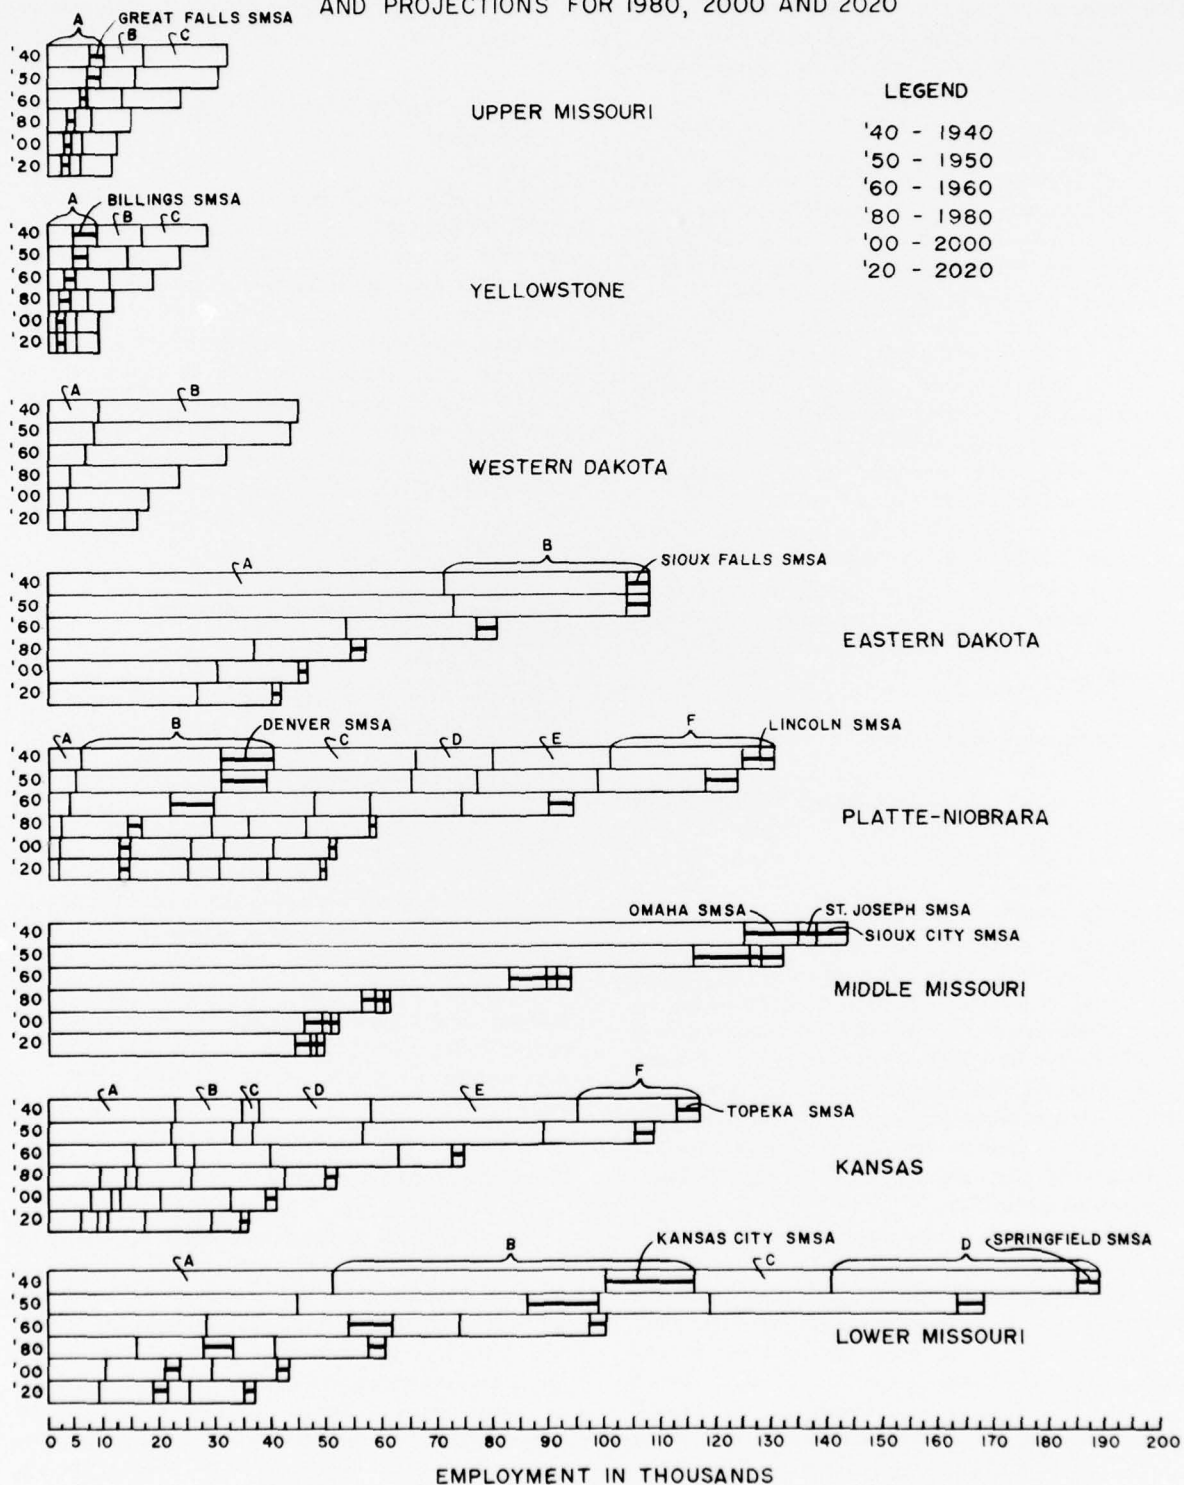 AND PROJECTIONS FOR 1980, 2000 AND 2020
A GREAT FALLS SMSA
B C
'40
'50
'60
'80
'00
'20
UPPER MISSOURI
LEGEND
'40 - 1940
'50 - 1950
'60 - 1960
'80 - 1980
'00 - 2000
'20 - 2020
A BILLINGS SMSA
B C
'40
'50
'60
'80
'00
'20
YELLOWSTONE
A B
'40
'50
'60
'80
'00
'20
WESTERN DAKOTA
A B SIOUX FALLS SMSA
'40
'50
'60
'80
'00
'20
EASTERN DAKOTA
A B DENVER SMSA C D E F LINCOLN SMSA
'40
'50
'60
'80
'00
'20
PLATTE-NIOBRARA
OMAHA SMSA ST. JOSEPH SMSA
SIOUX CITY SMSA
'40
'50
'60
'80
'00
'20
MIDDLE MISSOURI
A B C D E F
TOPEKA SMSA
'40
'50
'60
'80
'00
'20
KANSAS
A B KANSAS CITY SMSA C D SPRINGFIELD SMSA
'40
'50
'60
'80
'00
'20
LOWER MISSOURI
0 5 10 20 30 40 50 60 70 80 90 100 110 120 130 140 150 160 170 180 190 200
EMPLOYMENT IN THOUSANDS